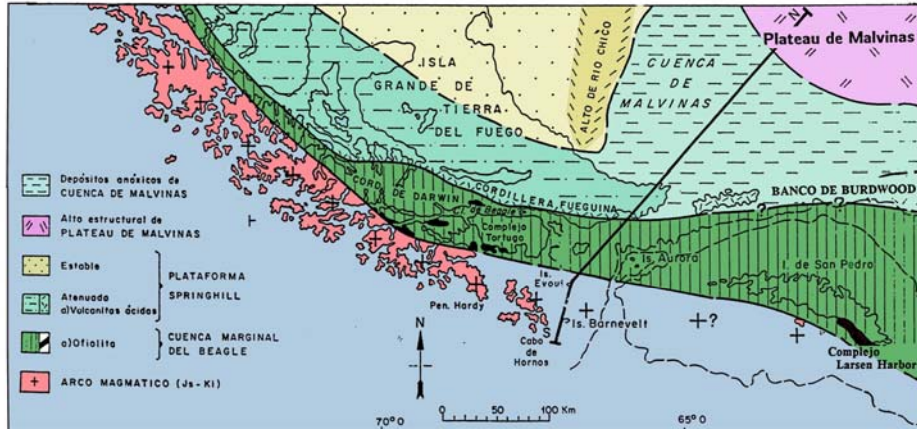 N
Plateau de Malvinas
ISLA
GRANDE DE
TIERRA
DEL FUEGO
ALTO DE RIO CHICO
CUENCA
DE
MALVINAS
CORD. DE DARWIN
CORDILLERA FUEGUINA
C. de Beagle
Complejo
Tortuga
BANCO DE BURDWOOD
?
?
Is. Aurora
I. de San Pedro
Is.
Evout
Pen. Hardy
?Is. Barnevelt
?
S
Cabo
de
Hornos
Complejo
Larsen Harbor
Depósitos anóxicos de
CUENCA DE MALVINAS
Alto estructural de
PLATEAU DE MALVINAS
Estable
Atenuada
a)Vulcanitas ácidas
PLATAFORMA
SPRINGHILL
a)Ofiolita
CUENCA MARGINAL
DEL BEAGLE
ARCO MAGMATICO (Js-Ki)
N
0 50 100 Km
70°0
65°0